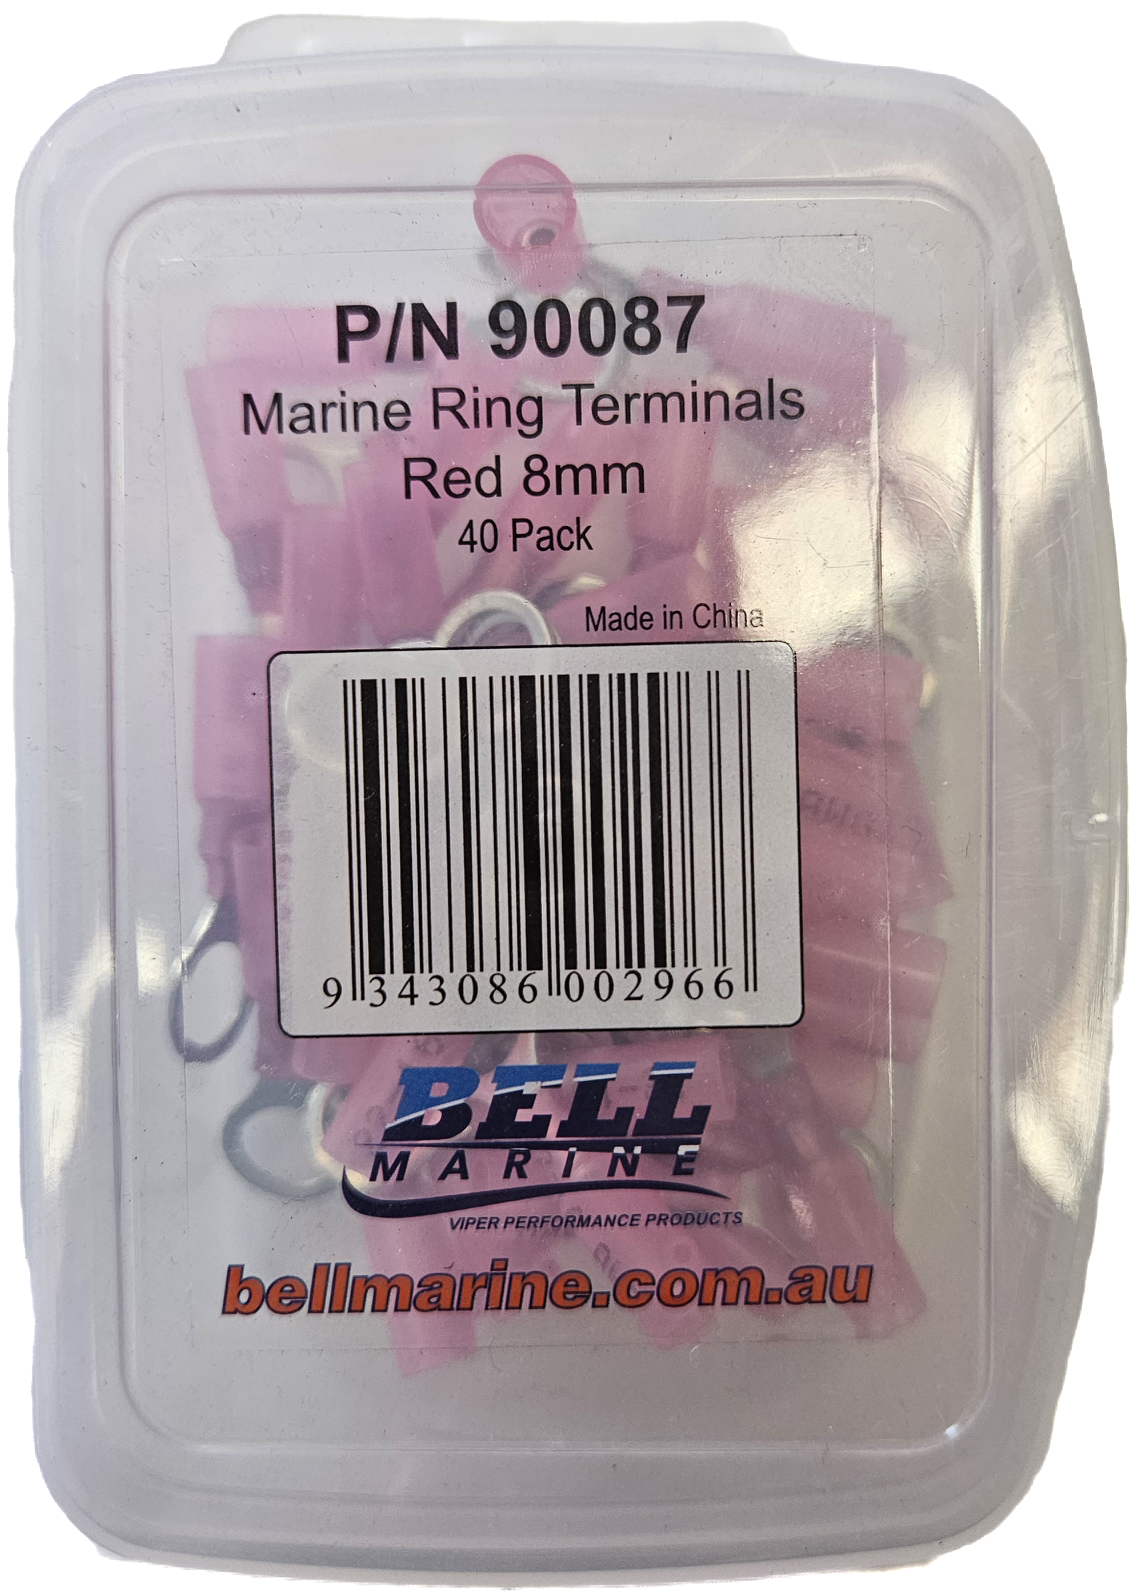 P/N 90087
Marine Ring Terminals
Red 8mm
40 Pack
Made in China
9 343086 002966
BELL
MARINE
VIPER PERFORMANCE PRODUCTS
bellmarine.com.au